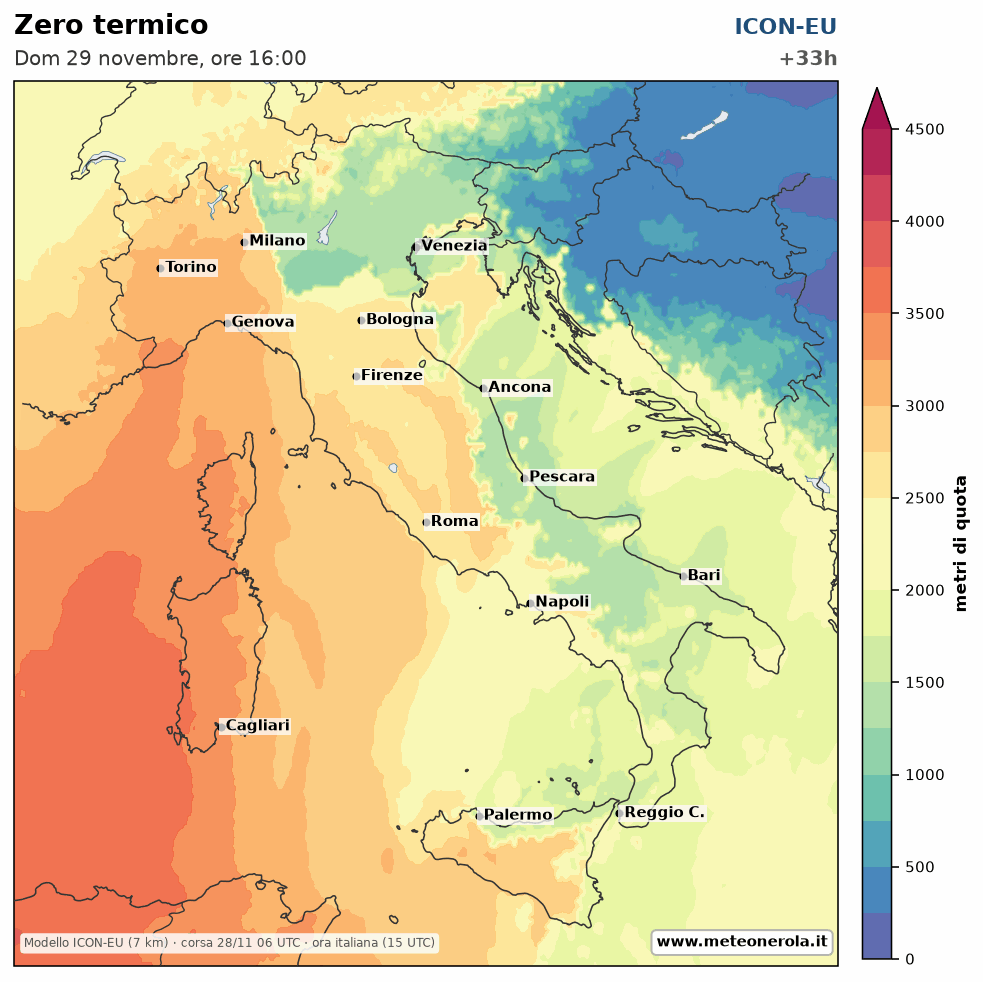 Zero termico
ICON-EU
Dom 29 novembre, ore 16:00
+33h
Milano
Venezia
Torino
Genova
Bologna
Firenze
Ancona
Pescara
Roma
Bari
Napoli
Cagliari
Palermo
Reggio C.
4500
4000
3500
3000
2500
2000
1500
1000
500
0
metri di quota
Modello ICON-EU (7 km) · corsa 28/11 06 UTC · ora italiana (15 UTC)
www.meteonerola.it